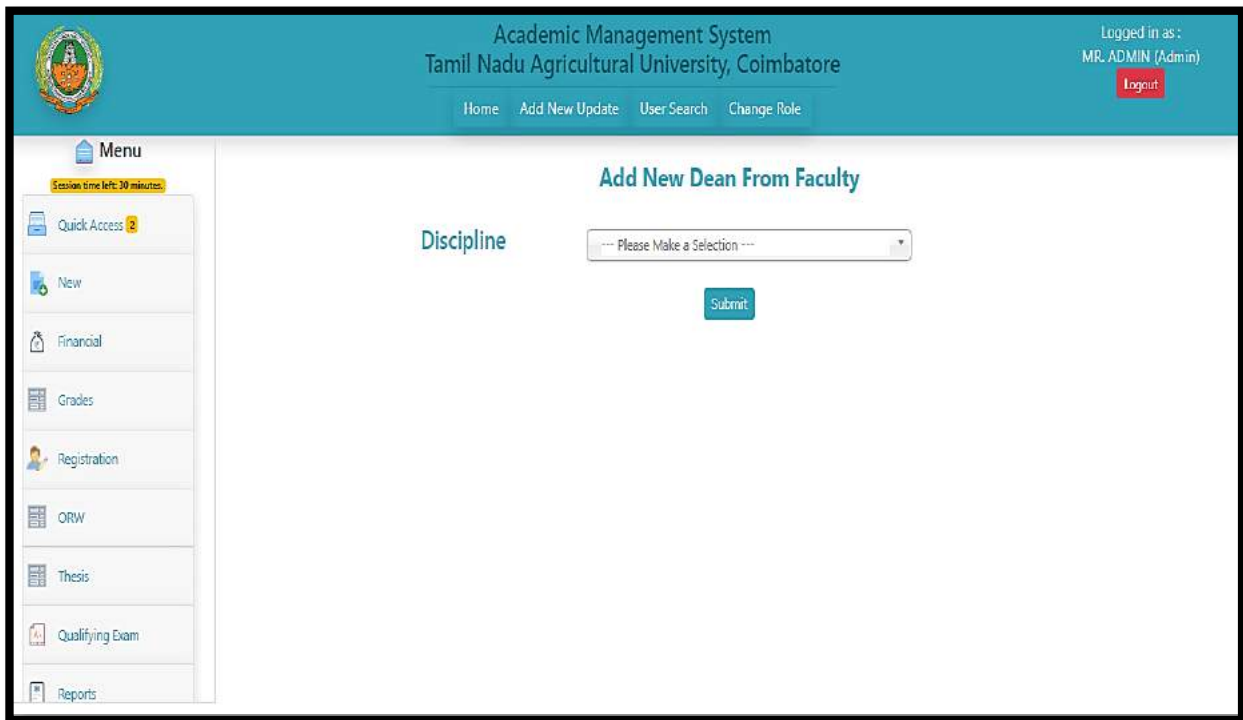 Academic Management System
Tamil Nadu Agricultural University, Coimbatore
Home Add New Update User Search Change Role
Logged in as :
MR. ADMIN (Admin)
Logout
Menu
Session time left: 30 minutes.
Quick Access 2
New
Financial
Grades
Registration
ORW
Thesis
Qualifying Exam
Reports
Add New Dean From Faculty
Discipline
--- Please Make a Selection ---
Submit